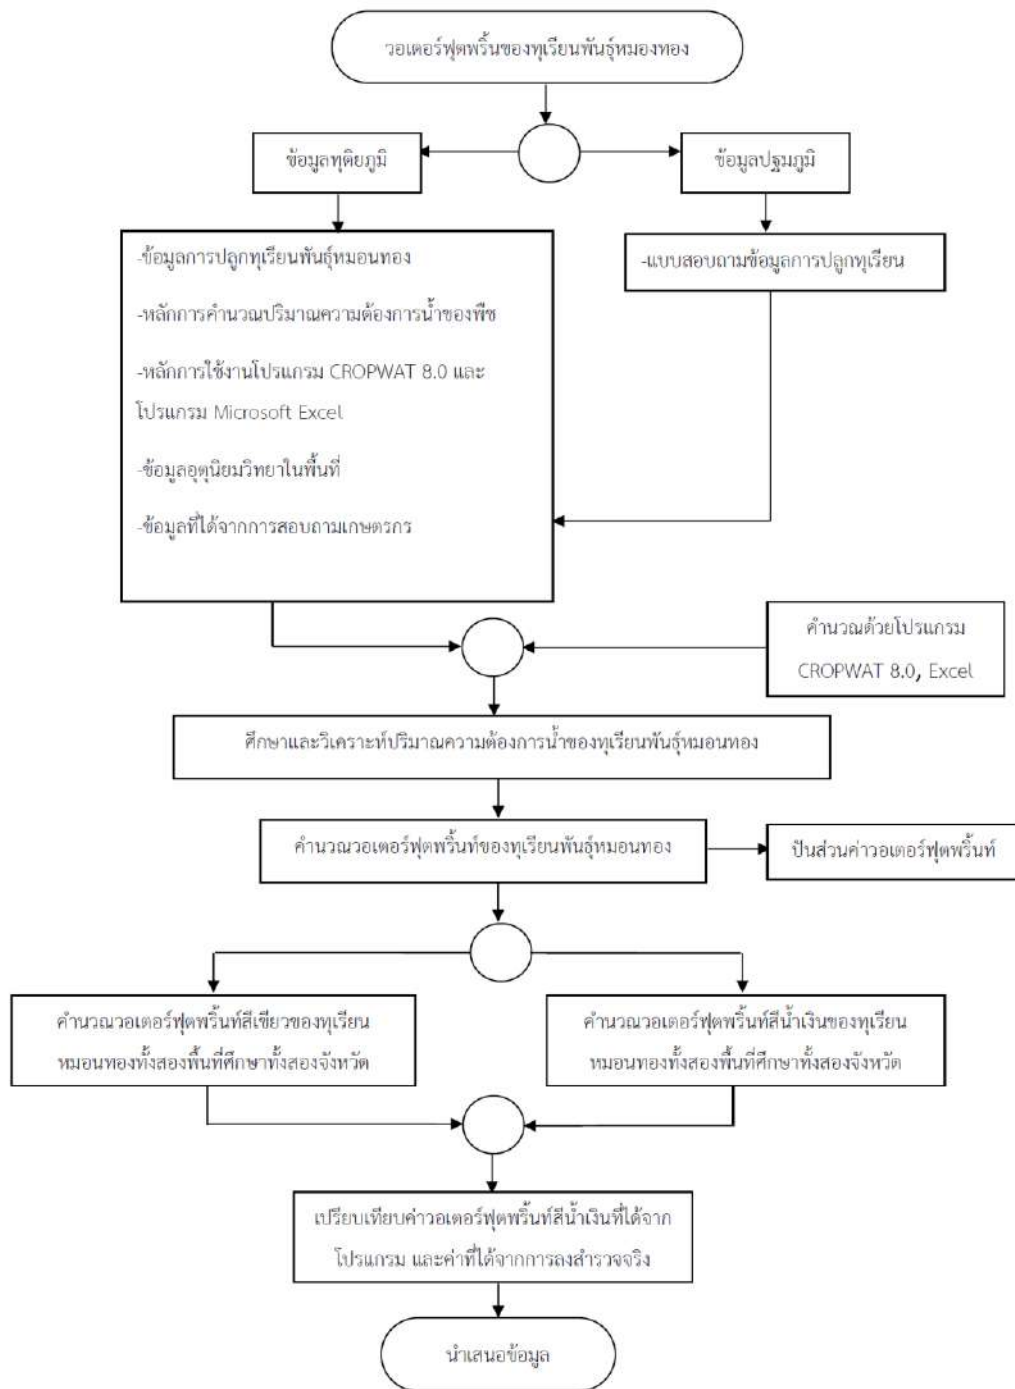 วอเตอร์ฟุตพริ้นของทุเรียนพันธุ์หมองทอง
ข้อมูลทุติยภูมิ
ข้อมูลปฐมภูมิ
-ข้อมูลการปลูกทุเรียนพันธุ์หมอนทอง
-หลักการคำนวณปริมาณความต้องการน้ำของพืช
-หลักการใช้งานโปรแกรม CROPWAT 8.0 และ
โปรแกรม Microsoft Excel
-ข้อมูลอุตุนิยมวิทยาในพื้นที่
-ข้อมูลที่ได้จากการสอบถามเกษตรกร
-แบบสอบถามข้อมูลการปลูกทุเรียน
คำนวณด้วยโปรแกรม
CROPWAT 8.0, Excel
ศึกษาและวิเคราะห์ปริมาณความต้องการน้ำของทุเรียนพันธุ์หมอนทอง
คำนวณวอเตอร์ฟุตพริ้นท์ของทุเรียนพันธุ์หมอนทอง
ปันส่วนค่าวอเตอร์ฟุตพริ้นท์
คำนวณวอเตอร์ฟุตพริ้นท์สีเขียวของทุเรียน
หมอนทองทั้งสองพื้นที่ศึกษาทั้งสองจังหวัด
คำนวณวอเตอร์ฟุตพริ้นท์สีน้ำเงินของทุเรียน
หมอนทองทั้งสองพื้นที่ศึกษาทั้งสองจังหวัด
เปรียบเทียบค่าวอเตอร์ฟุตพริ้นท์สีน้ำเงินที่ได้จาก
โปรแกรม และค่าที่ได้จากการลงสำรวจจริง
นำเสนอข้อมูล